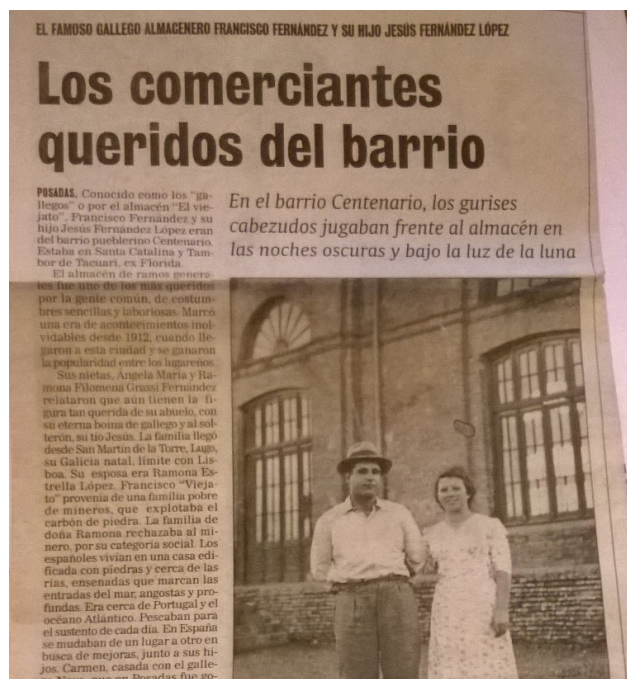 EL FAMOSO GALLEGO ALMACENERO FRANCISCO FERNÁNDEZ Y SU HIJO JESÚS FERNÁNDEZ LÓPEZ
Los comerciantes
queridos del barrio
En el barrio Centenario, los gurises
cabezudos jugaban frente al almacén en
las noches oscuras y bajo la luz de la luna
POSADAS. Conocido como los "ga-
llegos" o por el almacén "El vie-
jato", Francisco Fernández y su
hijo Jesús Fernández López eran
del barrio pueblerino Centenario.
Estaba en Santa Catalina y Tam-
bor de Tacuarí, ex Florida.
El almacén de ramos genera-
les fue uno de los más queridos
por la gente común, de costum-
bres sencillas y laboriosas. Marcó
una era de acontecimientos inol-
vidables desde 1912, cuando lle-
garon a esta ciudad y se ganaron
la popularidad entre los lugareños.
Sus nietas, Angela María y Ra-
mona Filomena Grassi Fernández
relataron que aún tienen la fi-
gura tan querida de su abuelo, con
su eterna boina de gallego y al sol-
terón, su tío Jesús. La familia llegó
desde San Martín de la Torre, Lugo,
su Galicia natal, límite con Lis-
boa. Su esposa era Ramona Es-
trella López. Francisco "Vieja-
to" provenía de una familia pobre
de mineros, que explotaba el
carbón de piedra. La familia de
doña Ramona rechazaba al mi-
nero, por su categoría social. Los
españoles vivían en una casa edi-
ficada con piedras y cerca de las
rías, ensenadas que marcan las
entradas del mar, angostas y pro-
fundas. Era cerca de Portugal y el
océano Atlántico. Pescaban para
el sustento de cada día. En España
se mudaban de un lugar a otro en
busca de mejoras, junto a sus hi-
jos. Carmen, casada con el galle-